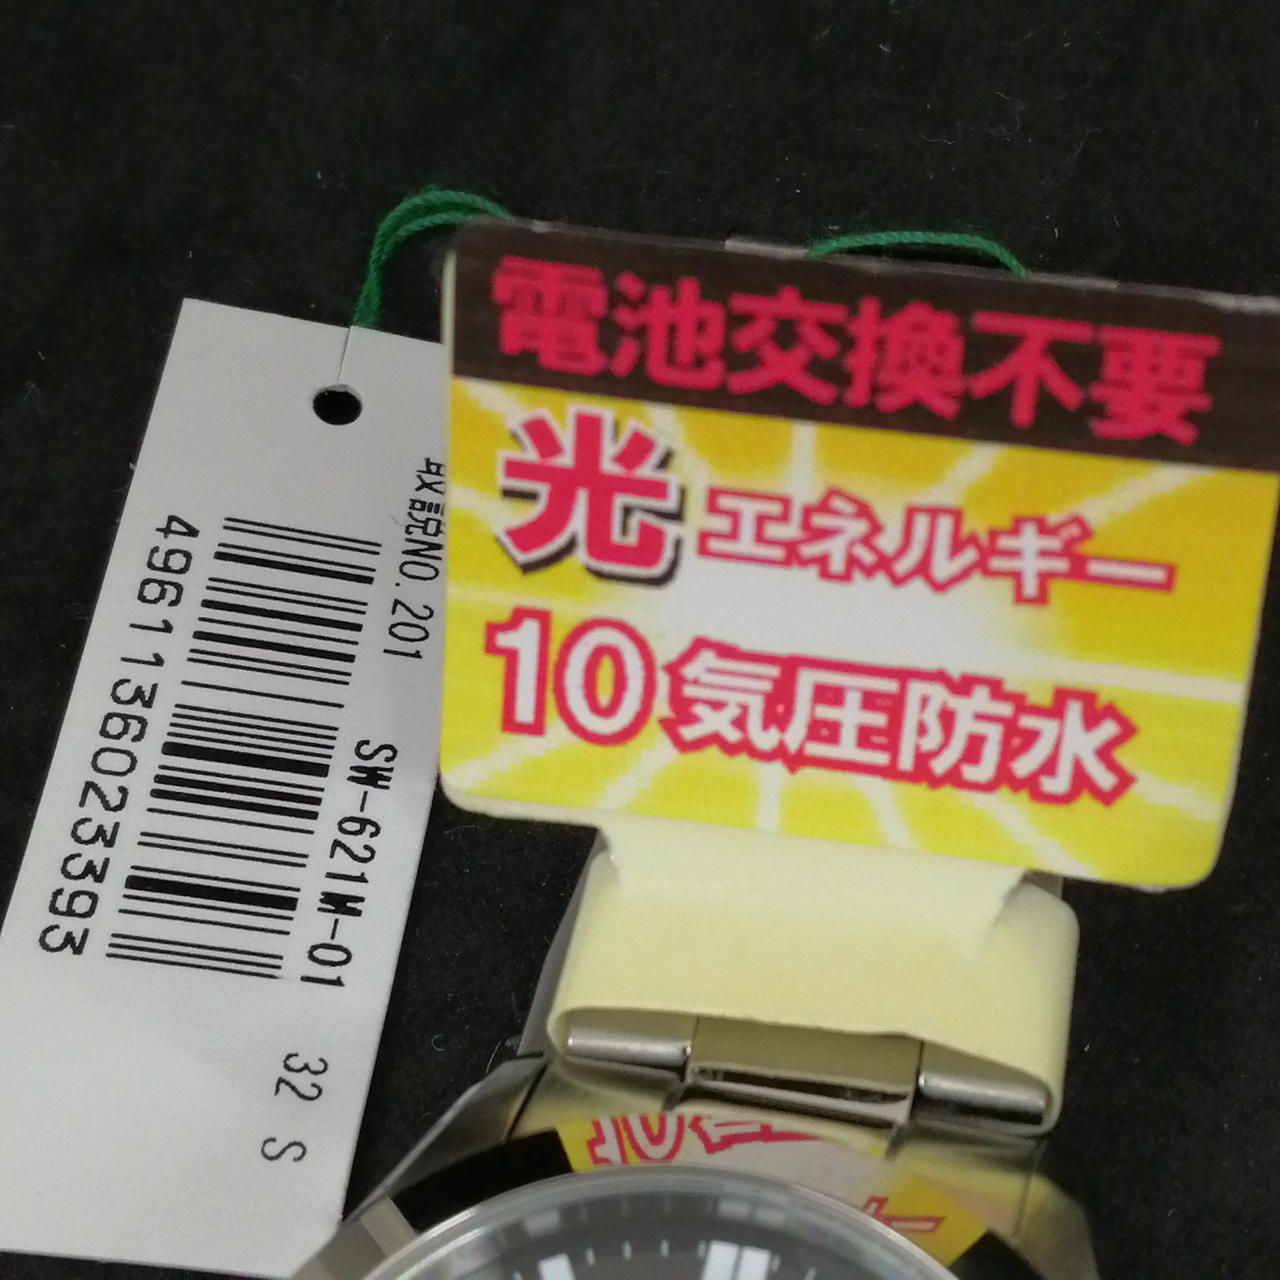 電池交換不要
光エネルギー
10気圧防水
取説NO.201
SW-621M-01
4961136023393
32 S
10